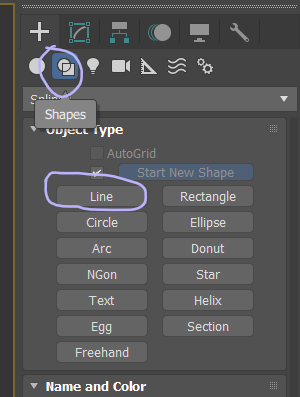 Splin
Shapes
Object Type
AutoGrid
Start New Shape
Line Rectangle
Circle Ellipse
Arc Donut
NGon Star
Text Helix
Egg Section
Freehand
Name and Color